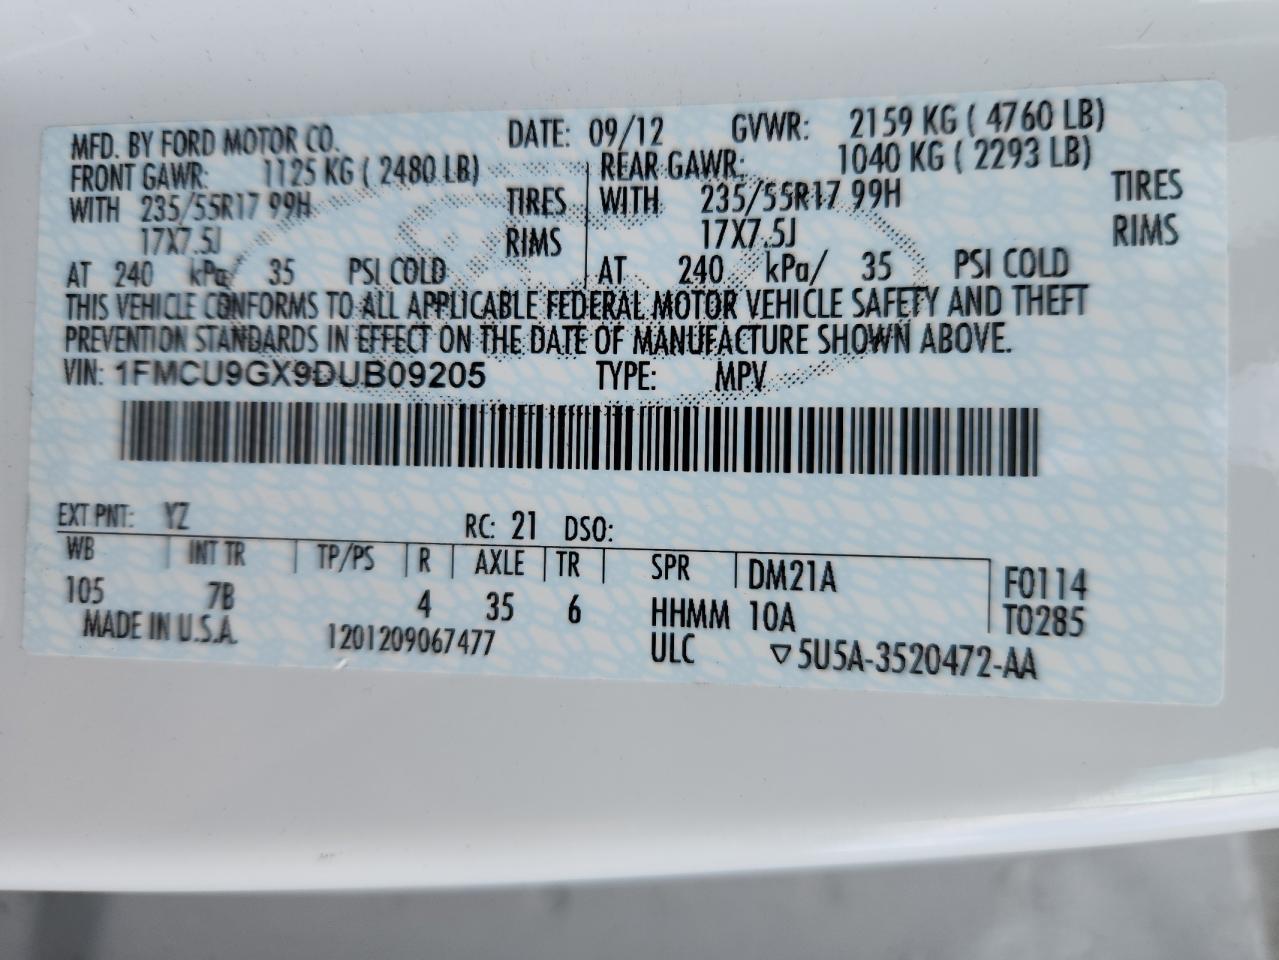 MFD. BY FORD MOTOR CO. DATE: 09/12 GVWR: 2159 KG ( 4760 LB)
FRONT GAWR: 1125 KG ( 2480 LB) REAR GAWR: 1040 KG ( 2293 LB)
WITH 235/55R17 99H TIRES WITH 235/55R17 99H TIRES
17X7.5J RIMS 17X7.5J RIMS
AT 240 kPa/ 35 PSI COLD AT 240 kPa/ 35 PSI COLD
THIS VEHICLE CONFORMS TO ALL APPLICABLE FEDERAL MOTOR VEHICLE SAFETY AND THEFT
PREVENTION STANDARDS IN EFFECT ON THE DATE OF MANUFACTURE SHOWN ABOVE.
VIN: 1FMCU9GX9DUB09205 TYPE: MPV
EXT PNT: YZ RC: 21 DSO:
WB INT TR TP/PS R AXLE TR SPR DM21A F0114
105 7B 4 35 6 HHMM 10A T0285
MADE IN U.S.A. 1201209067477 ULC ▽5U5A-3520472-AA